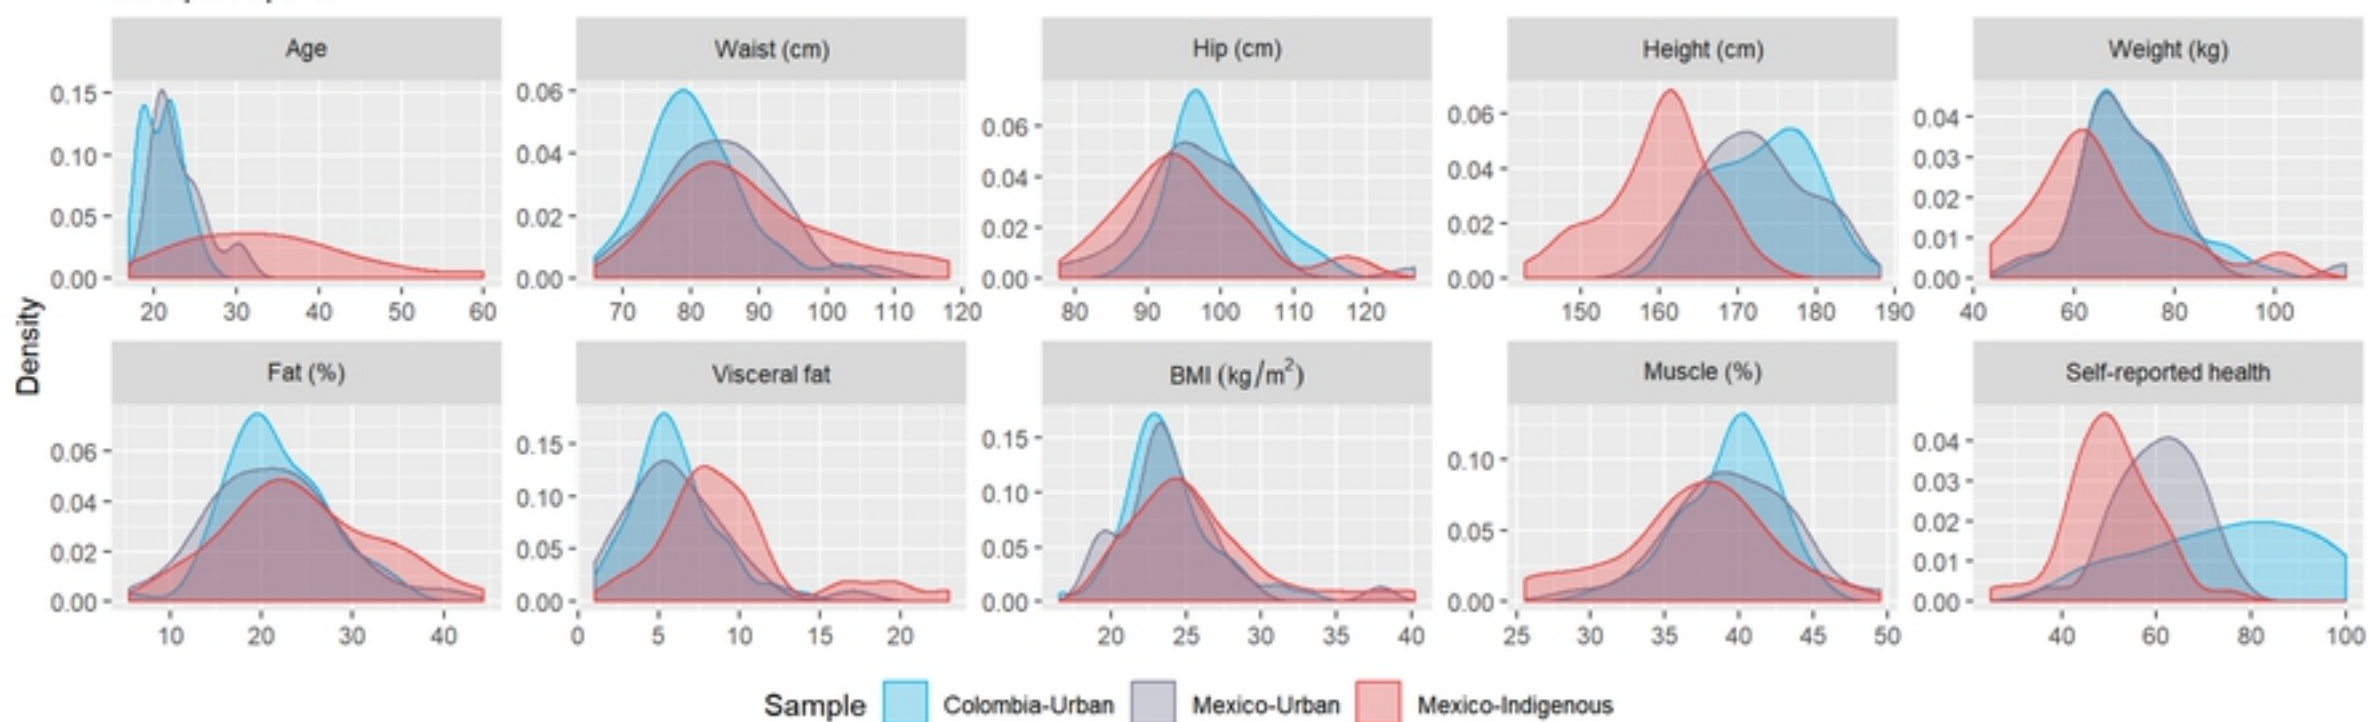 Age Waist (cm) Hip (cm) Height (cm) Weight (kg)
0.15 0.10 0.05 0.00
0.06 0.04 0.02 0.00
0.06 0.04 0.02 0.00
0.06 0.04 0.02 0.00
0.04 0.03 0.02 0.01 0.00
20 30 40 50 60
70 80 90 100 110 120
80 90 100 110 120
150 160 170 180 190
40 60 80 100
Density
Fat (%) Visceral fat BMI (kg/m²) Muscle (%) Self-reported health
0.06 0.04 0.02 0.00
0.15 0.10 0.05 0.00
0.15 0.10 0.05 0.00
0.10 0.05 0.00
0.04 0.03 0.02 0.01 0.00
10 20 30 40
0 5 10 15 20
20 25 30 35 40
25 30 35 40 45 50
40 60 80 100
Sample Colombia-Urban Mexico-Urban Mexico-Indigenous